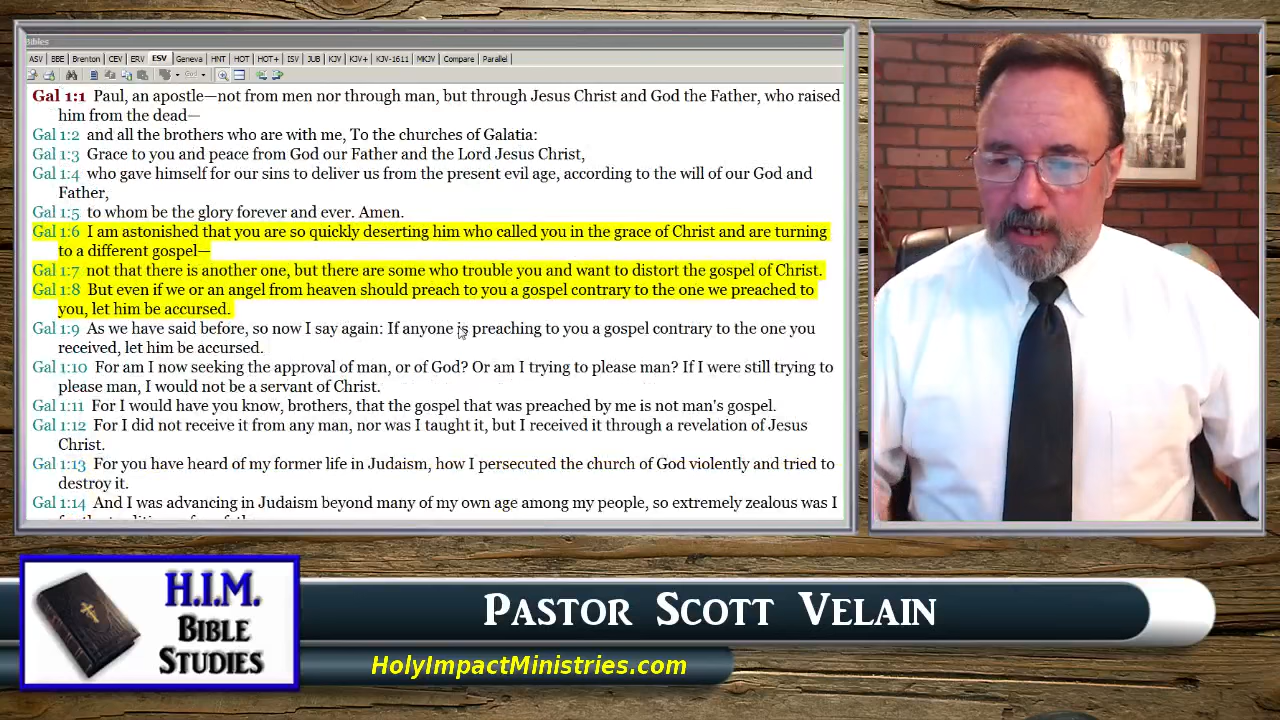 Bibles
ASV BBE Brenton CEV ERV ESV Geneva HNT HOT HOT+ ISV JUB KJV KJV+ KJV-1611 MKJV Compare Parallel
Gal 1:1 Paul, an apostle—not from men nor through man, but through Jesus Christ and God the Father, who raised
him from the dead—
Gal 1:2 and all the brothers who are with me, To the churches of Galatia:
Gal 1:3 Grace to you and peace from God our Father and the Lord Jesus Christ,
Gal 1:4 who gave himself for our sins to deliver us from the present evil age, according to the will of our God and
Father,
Gal 1:5 to whom be the glory forever and ever. Amen.
Gal 1:6 I am astonished that you are so quickly deserting him who called you in the grace of Christ and are turning
to a different gospel—
Gal 1:7 not that there is another one, but there are some who trouble you and want to distort the gospel of Christ.
Gal 1:8 But even if we or an angel from heaven should preach to you a gospel contrary to the one we preached to
you, let him be accursed.
Gal 1:9 As we have said before, so now I say again: If anyone is preaching to you a gospel contrary to the one you
received, let him be accursed.
Gal 1:10 For am I now seeking the approval of man, or of God? Or am I trying to please man? If I were still trying to
please man, I would not be a servant of Christ.
Gal 1:11 For I would have you know, brothers, that the gospel that was preached by me is not man's gospel.
Gal 1:12 For I did not receive it from any man, nor was I taught it, but I received it through a revelation of Jesus
Christ.
Gal 1:13 For you have heard of my former life in Judaism, how I persecuted the church of God violently and tried to
destroy it.
Gal 1:14 And I was advancing in Judaism beyond many of my own age among my people, so extremely zealous was I
WARRIORS
H.I.M.
BIBLE
STUDIES
PASTOR SCOTT VELAIN
HolyImpactMinistries.com